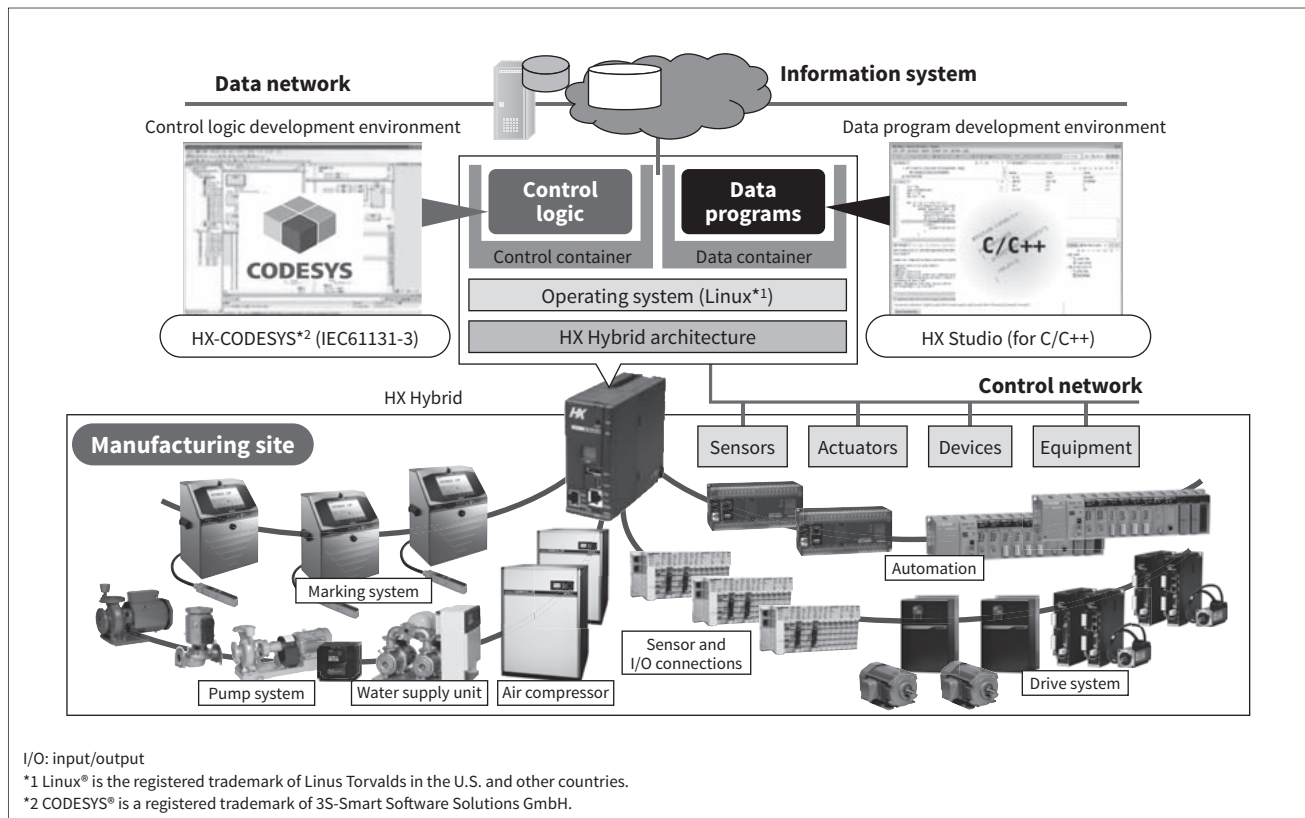 Data network
Information system
Control logic development environment
Data program development environment
Control
logic
Data
programs
CODESYS
C/C++
Control container
Data container
Operating system (Linux*1)
HX-CODESYS*2 (IEC61131-3)
HX Hybrid architecture
HX Studio (for C/C++)
HX Hybrid
Control network
HX
Manufacturing site
Sensors
Actuators
Devices
Equipment
Marking system
Automation
Sensor and
I/O connections
Pump system
Water supply unit
Air compressor
Drive system
I/O: input/output
*1 Linux® is the registered trademark of Linus Torvalds in the U.S. and other countries.
*2 CODESYS® is a registered trademark of 3S-Smart Software Solutions GmbH.